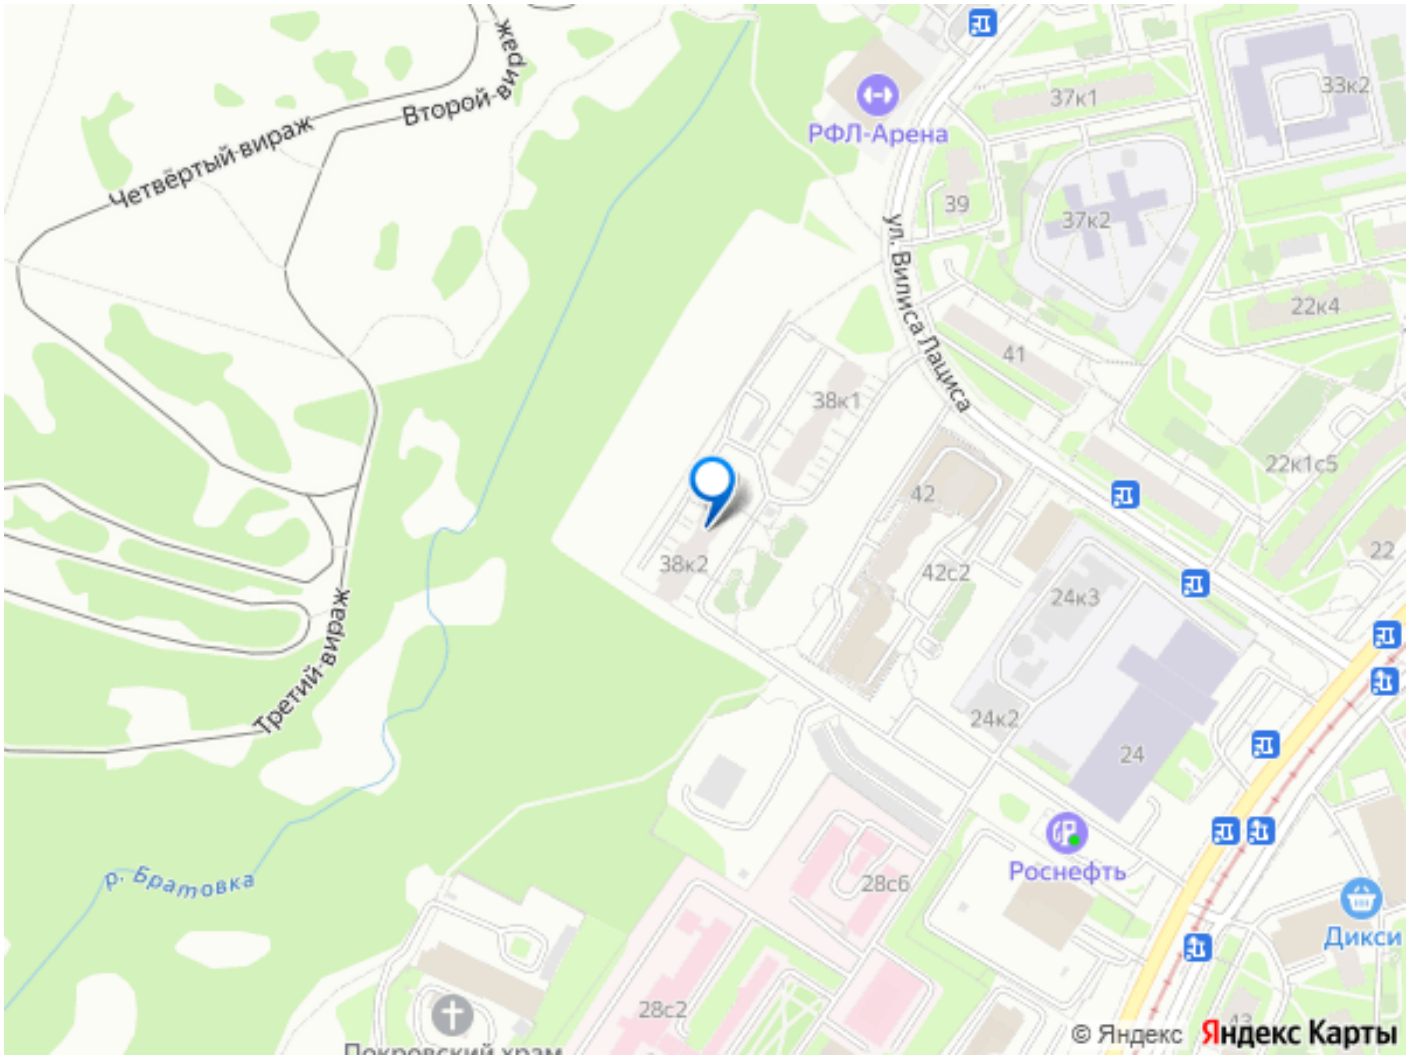 Второй вираж
Четвёртый вираж
РФЛ-Арена
37к1
33к2
39
37к2
ул. Вилиса Лациса
22к4
41
38к1
22к1с5
42
22
38к2
42с2
24к3
Третий вираж
24к2
24
р. Братовка
Роснефть
28с6
Дикси
28с2
43
Покровский храм
© Яндекс Яндекс Карты